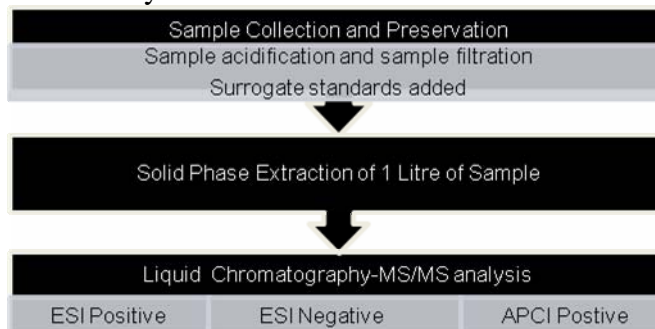 Sample Collection and Preservation
Sample acidification and sample filtration
Surrogate standards added
Solid Phase Extraction of 1 Litre of Sample
Liquid Chromatography-MS/MS analysis
ESI Positive ESI Negative APCI Postive